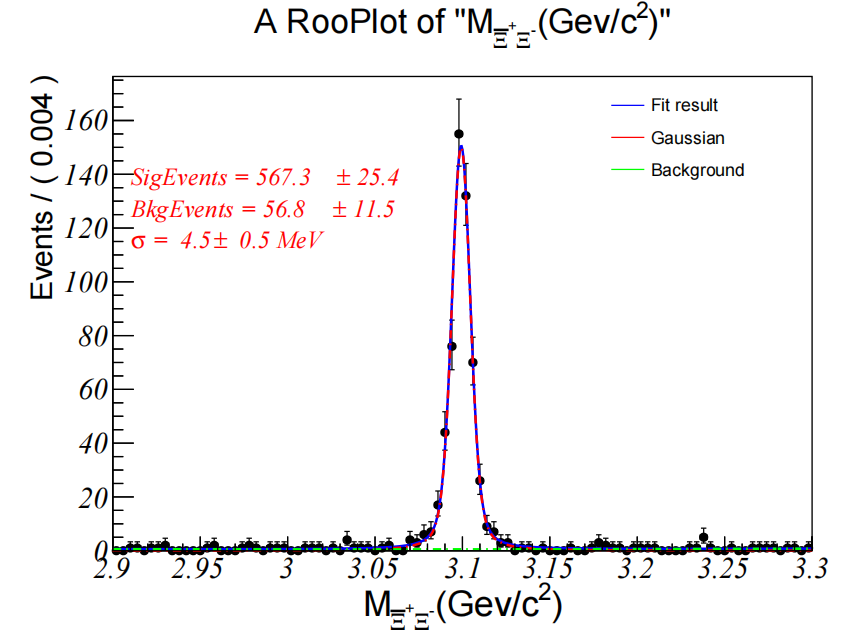 A RooPlot of "M_{Ξ̅⁺Ξ⁻}(Gev/c²)"
Events / ( 0.004 )
160
140
120
100
80
60
40
20
0
SigEvents = 567.3 ± 25.4
BkgEvents = 56.8 ± 11.5
σ = 4.5± 0.5 MeV
Fit result
Gaussian
Background
2.9 2.95 3 3.05 3.1 3.15 3.2 3.25 3.3
M_{Ξ̅⁺Ξ⁻}(Gev/c²)